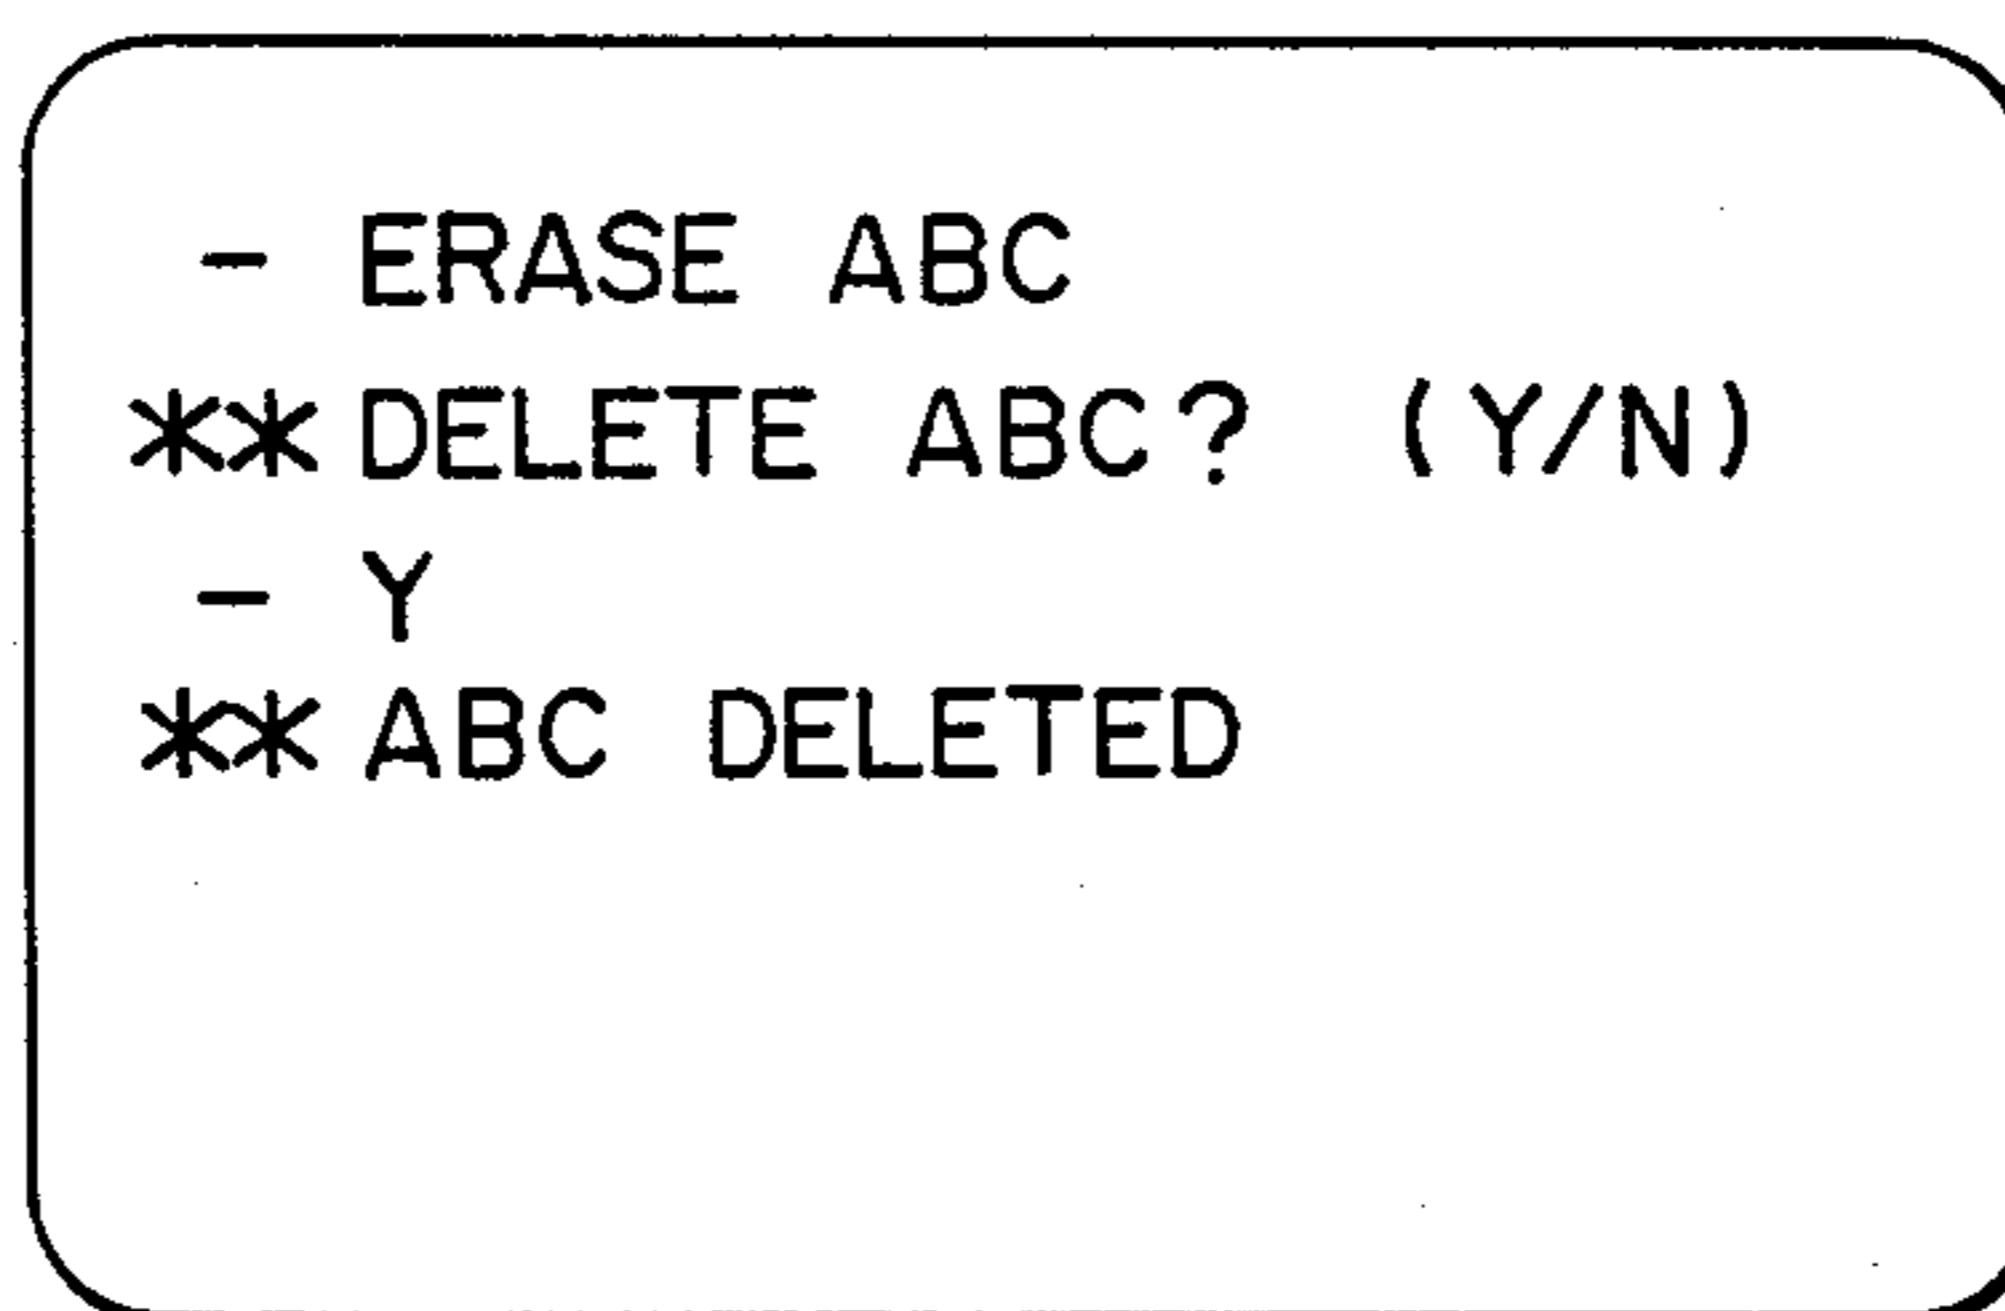 - ERASE ABC
** DELETE ABC? (Y/N)
- Y
** ABC DELETED